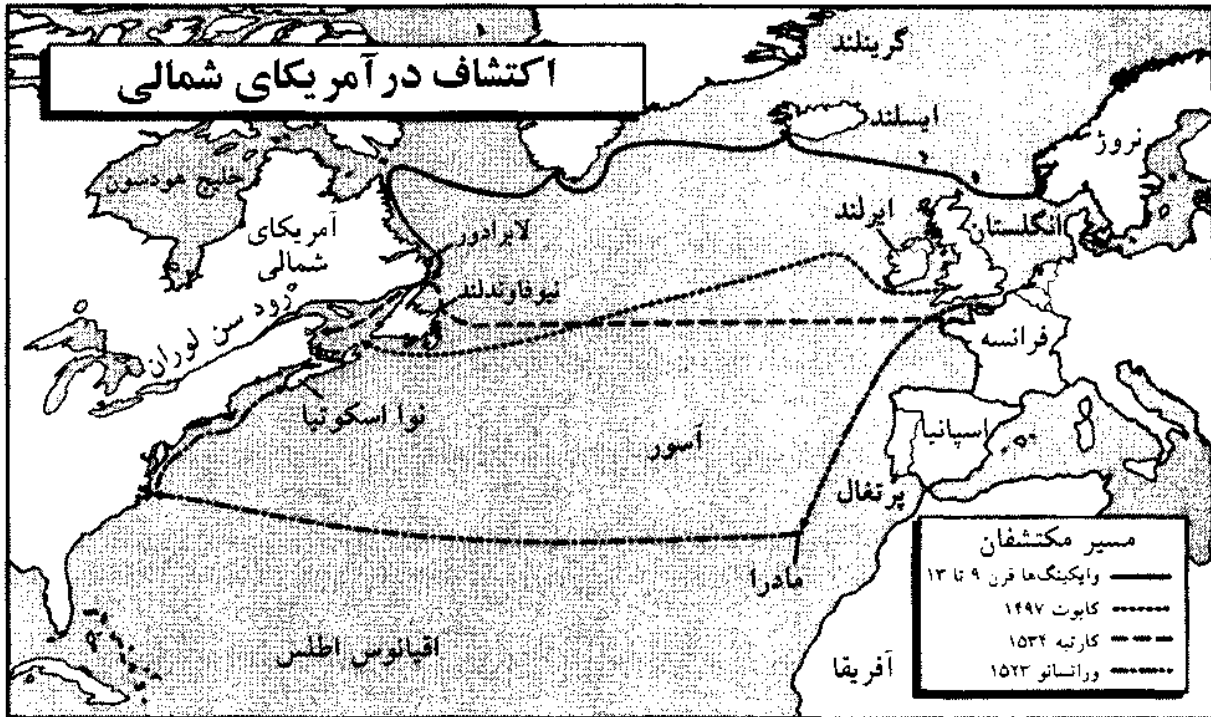 اکتشاف در آمریکای شمالی
گرینلند
ایسلند
نروژ
خلیج هودسون
ایرلند
انگلستان
آمریکای
شمالی
لابرادور
نیوفاوندلند
رود سن لوران
فرانسه
نوا اسکوتیا
آسور
اسپانیا
پرتغال
مادرا
اقیانوس اطلس
آفریقا
مسیر مکتشفان
وایکینگ‌ها قرن ۹ تا ۱۳
کابوت ۱۴۹۷
کارتیه ۱۵۳۴
ورانسانو ۱۵۲۳